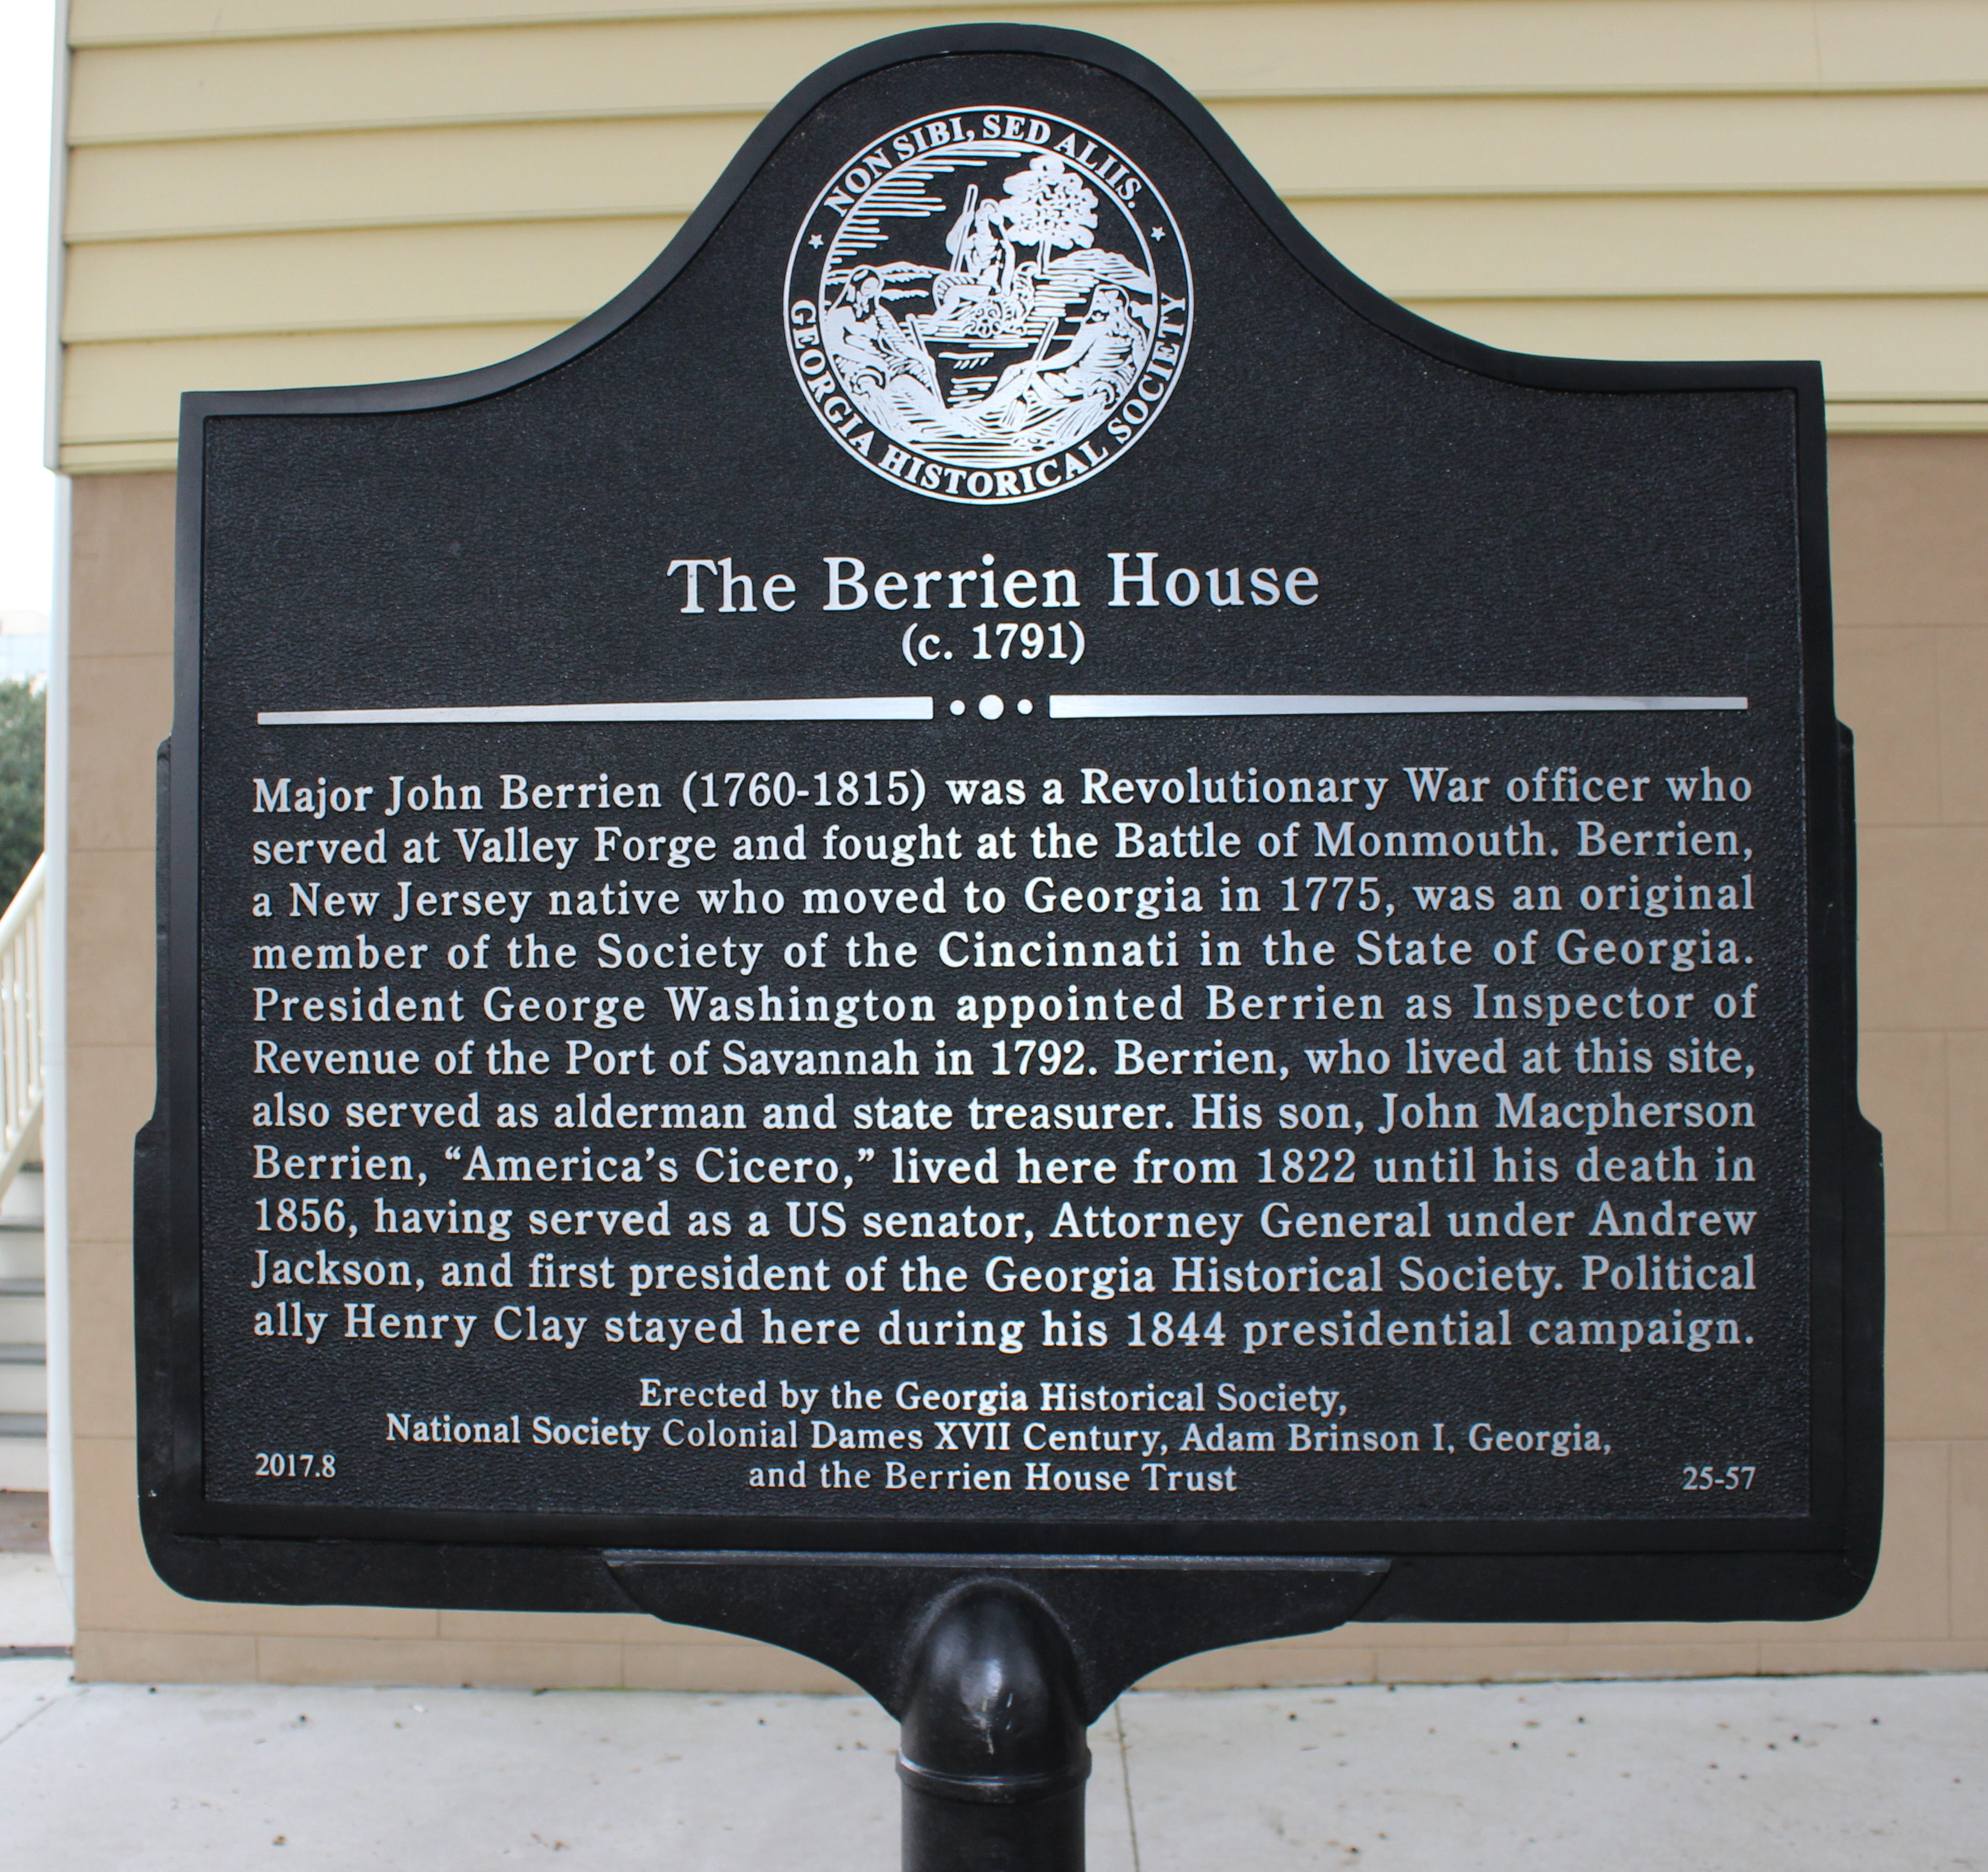 NON SIBI, SED ALIIS.
GEORGIA HISTORICAL SOCIETY
The Berrien House
(c. 1791)
Major John Berrien (1760-1815) was a Revolutionary War officer who
served at Valley Forge and fought at the Battle of Monmouth. Berrien,
a New Jersey native who moved to Georgia in 1775, was an original
member of the Society of the Cincinnati in the State of Georgia.
President George Washington appointed Berrien as Inspector of
Revenue of the Port of Savannah in 1792. Berrien, who lived at this site,
also served as alderman and state treasurer. His son, John Macpherson
Berrien, “America’s Cicero,” lived here from 1822 until his death in
1856, having served as a US senator, Attorney General under Andrew
Jackson, and first president of the Georgia Historical Society. Political
ally Henry Clay stayed here during his 1844 presidential campaign.
Erected by the Georgia Historical Society,
National Society Colonial Dames XVII Century, Adam Brinson I, Georgia,
and the Berrien House Trust
2017.8
25-57